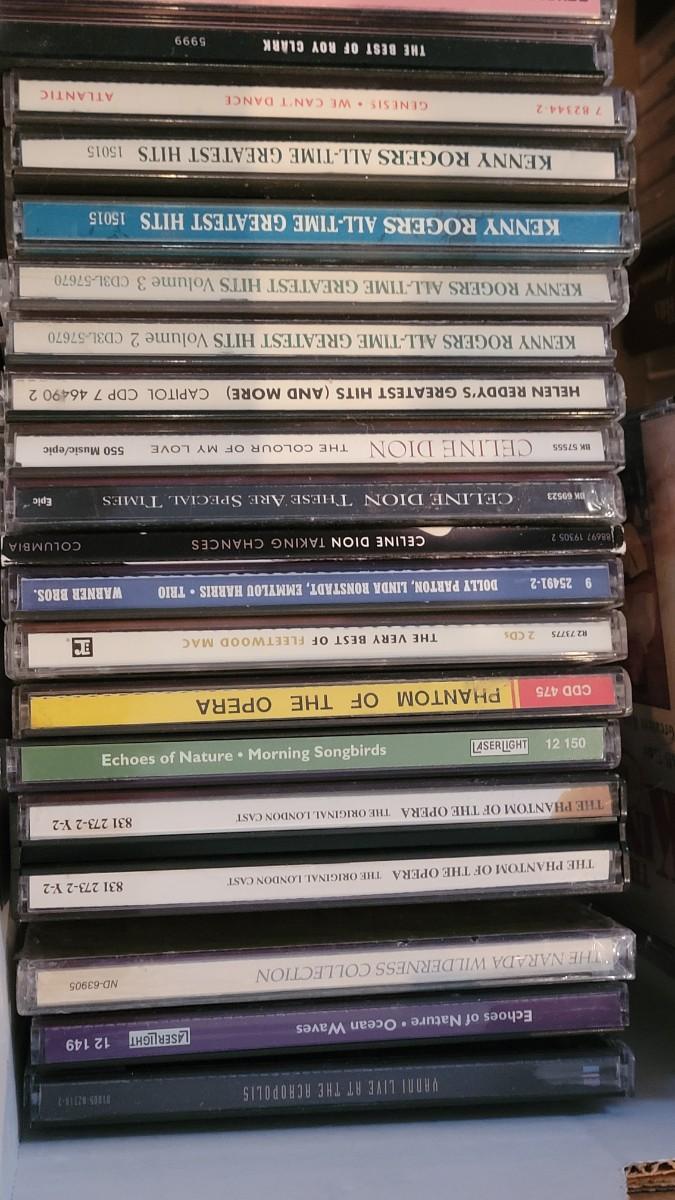 THE BEST OF ROY CLARK 5999
7 82344-2 GENESIS • WE CAN'T DANCE ATLANTIC
KENNY ROGERS ALL-TIME GREATEST HITS 15015
KENNY ROGERS ALL-TIME GREATEST HITS 15015
KENNY ROGERS ALL-TIME GREATEST HITS Volume 3 CD3L-57670
KENNY ROGERS ALL-TIME GREATEST HITS Volume 2 CD3L-57670
HELEN REDDY'S GREATEST HITS (AND MORE) CAPITOL CDP 7 46490 2
BK 57555 CELINE DION THE COLOUR OF MY LOVE 550 Music/epic
BK 69523 CELINE DION THESE ARE SPECIAL TIMES Epic
88697 19305 2 CELINE DION TAKING CHANCES COLUMBIA
9 25491-2 DOLLY PARTON, LINDA RONSTADT, EMMYLOU HARRIS • TRIO WARNER BROS.
R2 73775 2 CDs THE VERY BEST OF FLEETWOOD MAC
CDD 475 PHANTOM OF THE OPERA
Echoes of Nature • Morning Songbirds LASERLIGHT 12 150
THE PHANTOM OF THE OPERA THE ORIGINAL LONDON CAST 831 273-2 Y-2
THE PHANTOM OF THE OPERA THE ORIGINAL LONDON CAST 831 273-2 Y-2
THE NARADA WILDERNESS COLLECTION ND-63905
Echoes of Nature • Ocean Waves LASERLIGHT 12 149
YANNI LIVE AT THE ACROPOLIS